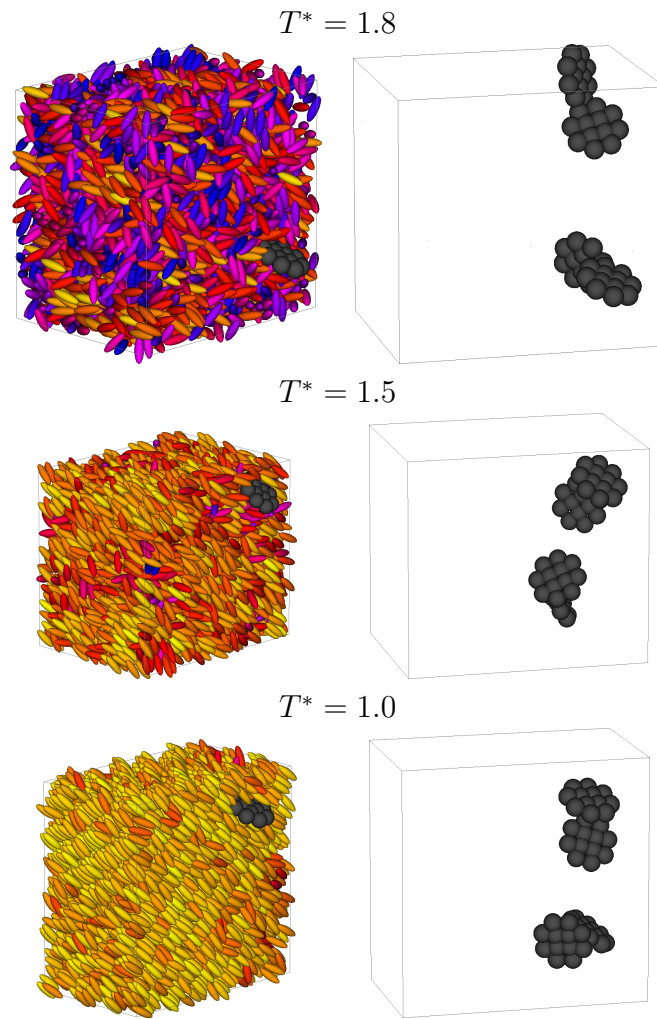 T* = 1.8
T* = 1.5
T* = 1.0